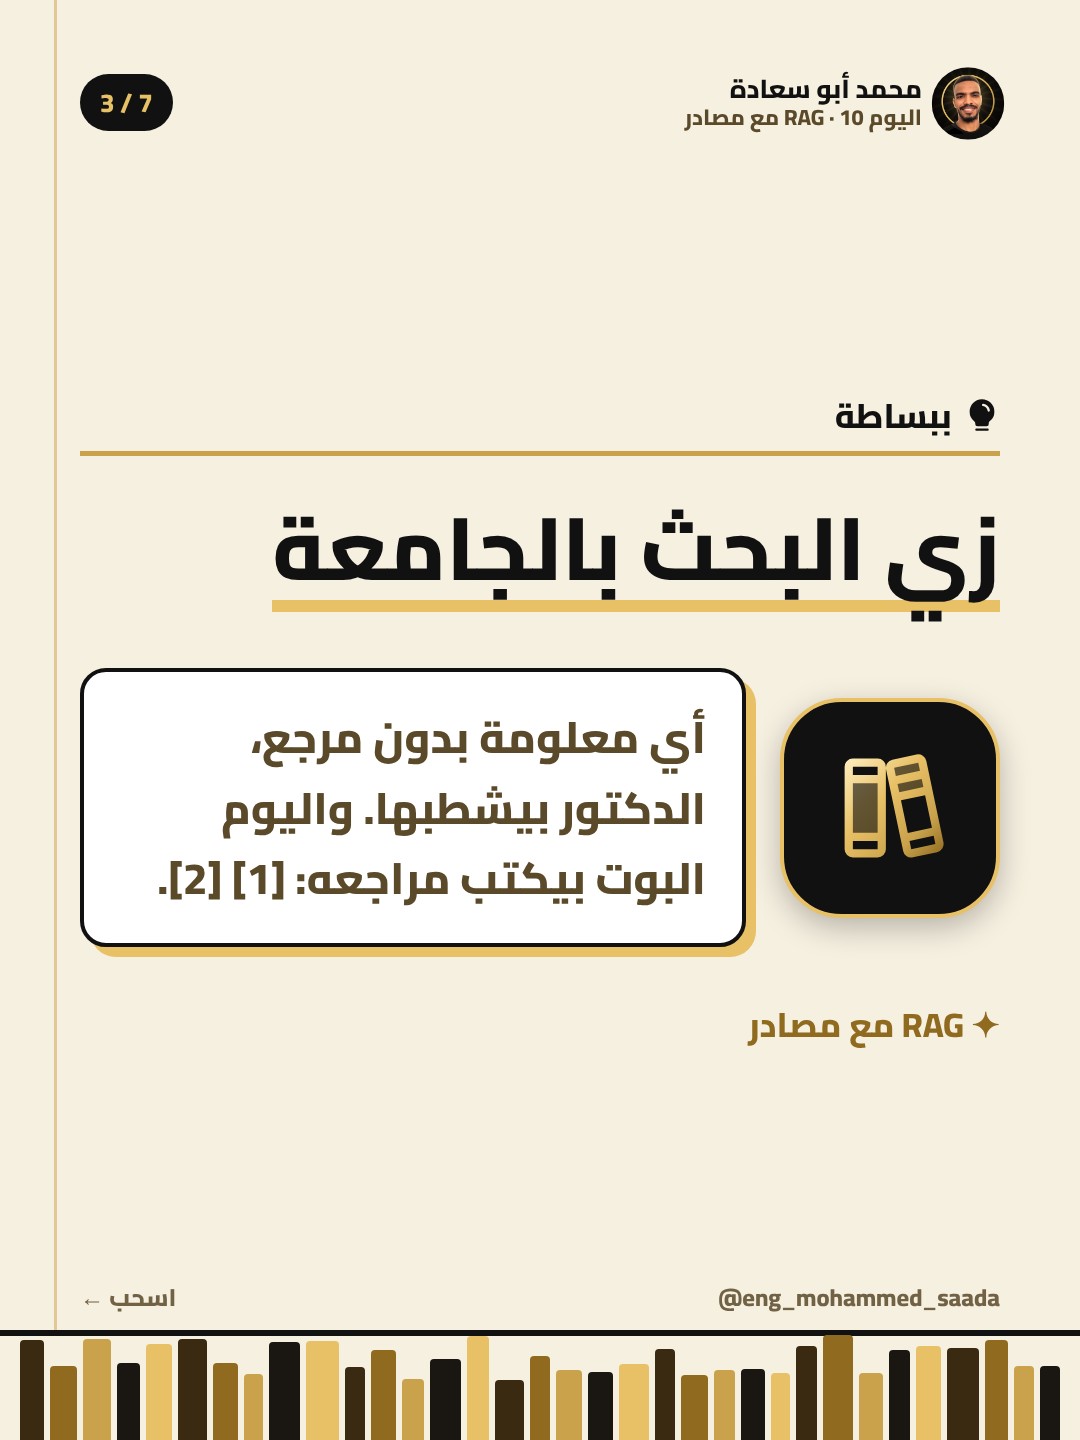 محمد أبو سعادة
اليوم 10 · RAG مع مصادر
3 / 7
ببساطة
زي البحث بالجامعة
أي معلومة بدون مرجع،
الدكتور بيشطبها. واليوم
البوت بيكتب مراجعه: [1] [2].
✦ RAG مع مصادر
@eng_mohammed_saada
اسحب ←